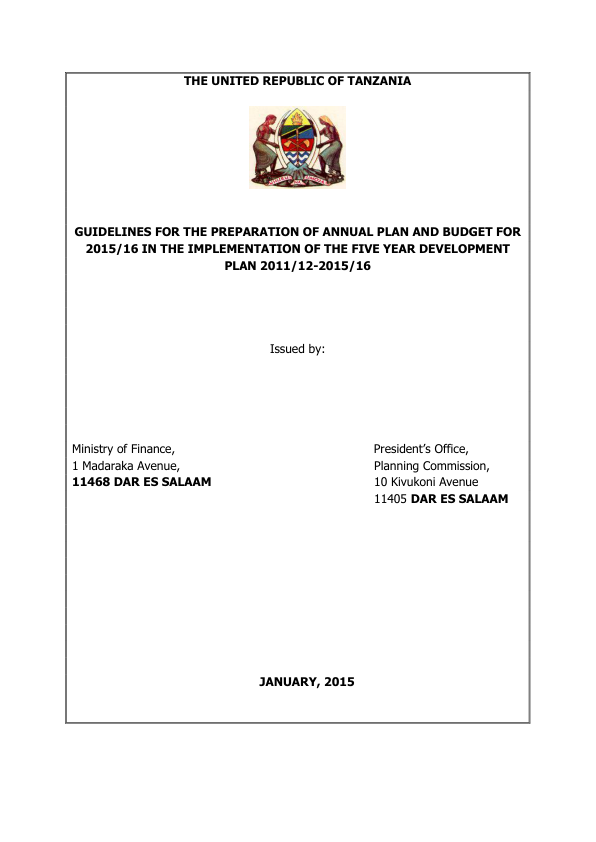 THE UNITED REPUBLIC OF TANZANIA
GUIDELINES FOR THE PREPARATION OF ANNUAL PLAN AND BUDGET FOR
2015/16 IN THE IMPLEMENTATION OF THE FIVE YEAR DEVELOPMENT
PLAN 2011/12-2015/16
Issued by:
Ministry of Finance,
1 Madaraka Avenue,
11468 DAR ES SALAAM
President’s Office,
Planning Commission,
10 Kivukoni Avenue
11405 DAR ES SALAAM
JANUARY, 2015